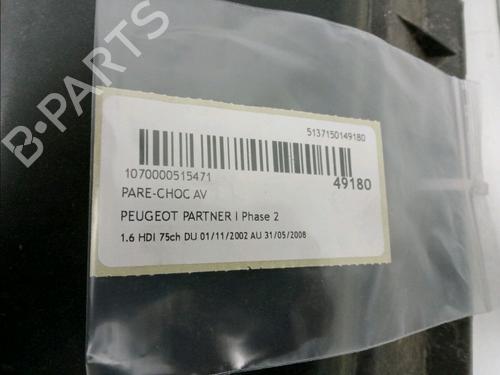 B-PARTS
5137150149180
1070000515471
49180
PARE-CHOC AV
PEUGEOT PARTNER I Phase 2
1.6 HDI 75ch DU 01/11/2002 AU 31/05/2008